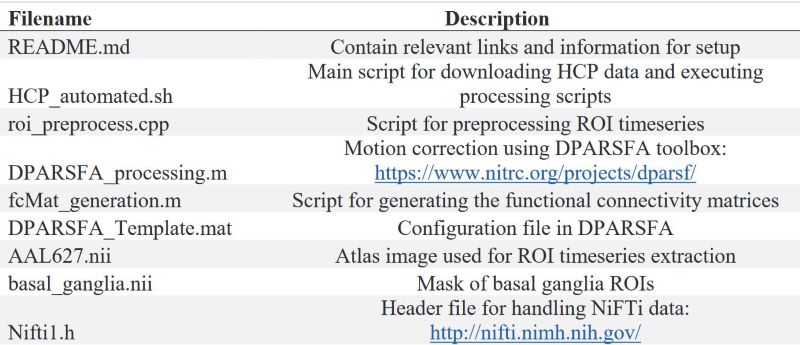 Filename Description
README.md Contain relevant links and information for setup
Main script for downloading HCP data and executing
HCP_automated.sh processing scripts
roi_preprocess.cpp Script for preprocessing ROI timeseries
Motion correction using DPARSFA toolbox:
DPARSFA_processing.m https://www.nitrc.org/projects/dparsf/
fcMat_generation.m Script for generating the functional connectivity matrices
DPARSFA_Template.mat Configuration file in DPARSFA
AAL627.nii Atlas image used for ROI timeseries extraction
basal_ganglia.nii Mask of basal ganglia ROIs
Header file for handling NiFTi data:
Nifti1.h http://nifti.nimh.nih.gov/